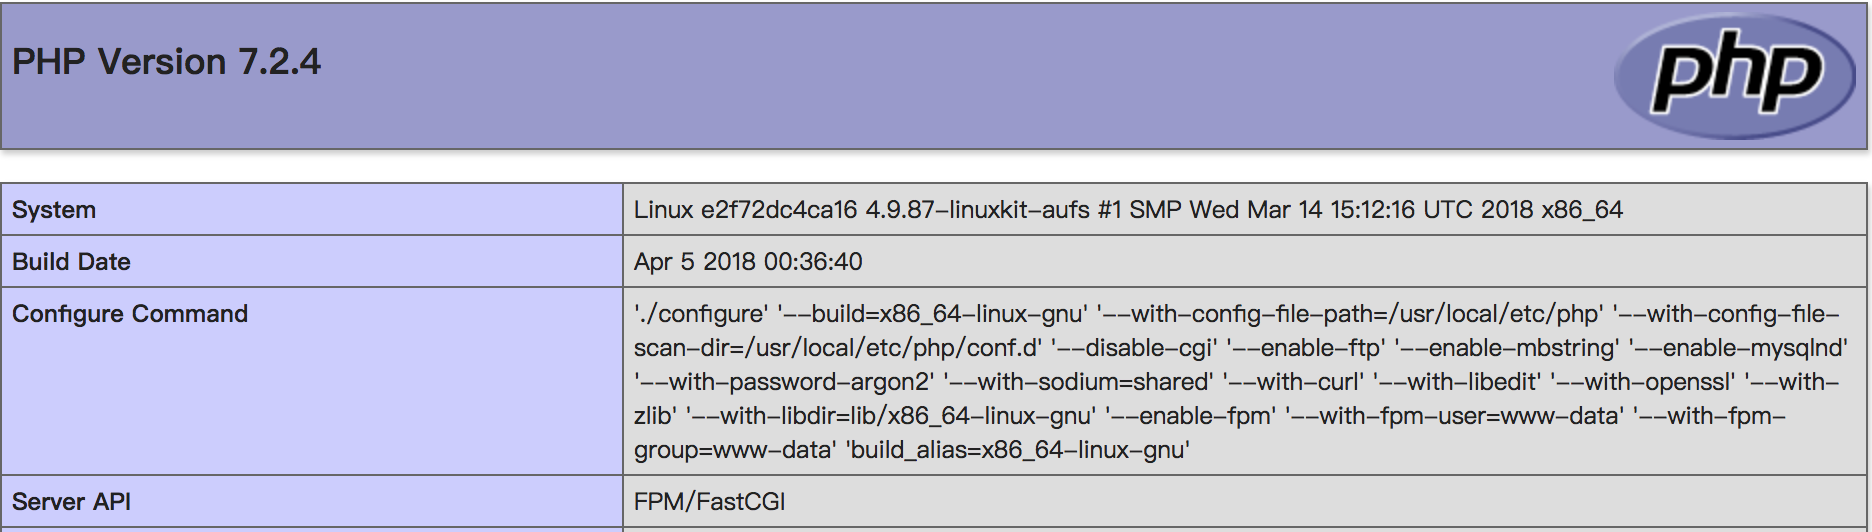 PHP Version 7.2.4
php
System
Linux e2f72dc4ca16 4.9.87-linuxkit-aufs #1 SMP Wed Mar 14 15:12:16 UTC 2018 x86_64
Build Date
Apr 5 2018 00:36:40
Configure Command
'./configure' '--build=x86_64-linux-gnu' '--with-config-file-path=/usr/local/etc/php' '--with-config-file-
scan-dir=/usr/local/etc/php/conf.d' '--disable-cgi' '--enable-ftp' '--enable-mbstring' '--enable-mysqlnd'
'--with-password-argon2' '--with-sodium=shared' '--with-curl' '--with-libedit' '--with-openssl' '--with-
zlib' '--with-libdir=lib/x86_64-linux-gnu' '--enable-fpm' '--with-fpm-user=www-data' '--with-fpm-
group=www-data' 'build_alias=x86_64-linux-gnu'
Server API
FPM/FastCGI